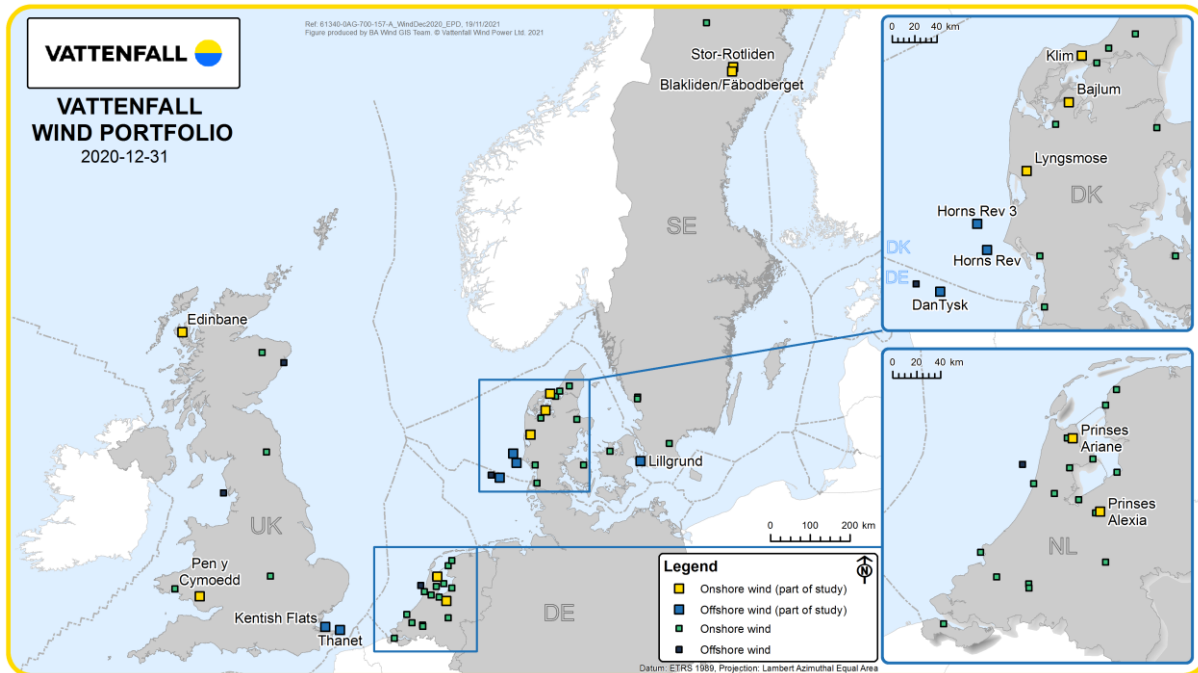 Ref: 61340-0AG-700-157-A_WindDec2020_EPD, 19/11/2021
Figure produced by BA Wind GIS Team. © Vattenfall Wind Power Ltd. 2021
VATTENFALL
VATTENFALL
WIND PORTFOLIO
2020-12-31
Stor-Rotliden
Blakliden/Fäbodberget
SE
Edinbane
Lillgrund
UK
Pen y
Cymoedd
Kentish Flats
Thanet
DE
0 100 200 km
Legend
N
Onshore wind (part of study)
Offshore wind (part of study)
Onshore wind
Offshore wind
Datum: ETRS 1989, Projection: Lambert Azimuthal Equal Area
0 20 40 km
Klim
Bajlum
Lyngsmose
DK
Horns Rev 3
DK
Horns Rev
DE
DanTysk
0 20 40 km
Prinses
Ariane
Prinses
Alexia
NL